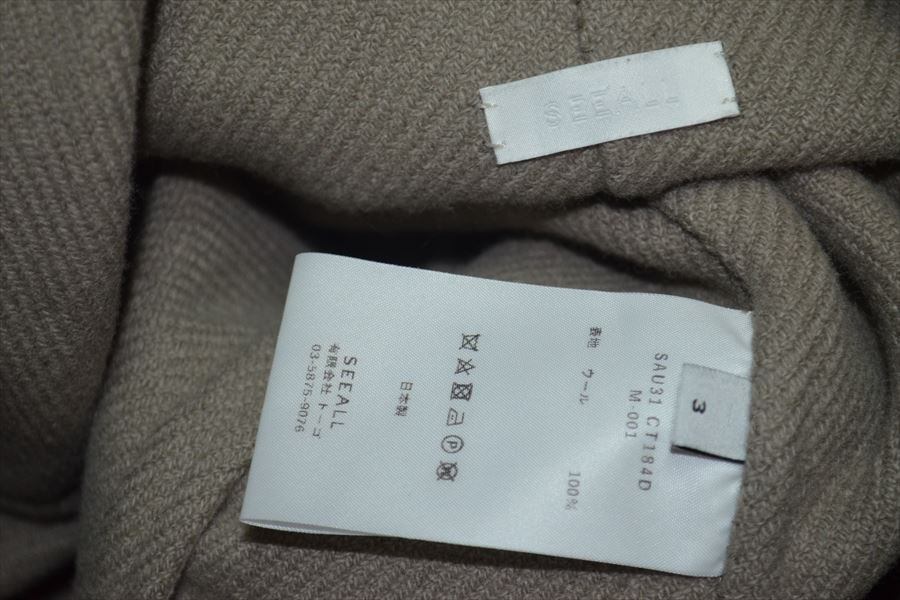 SEEALL
3
SAU31 CT184D
M-001
表地 ウール 100%
日本製
SEEALL
有限会社 トーゴ
03-5875-9076